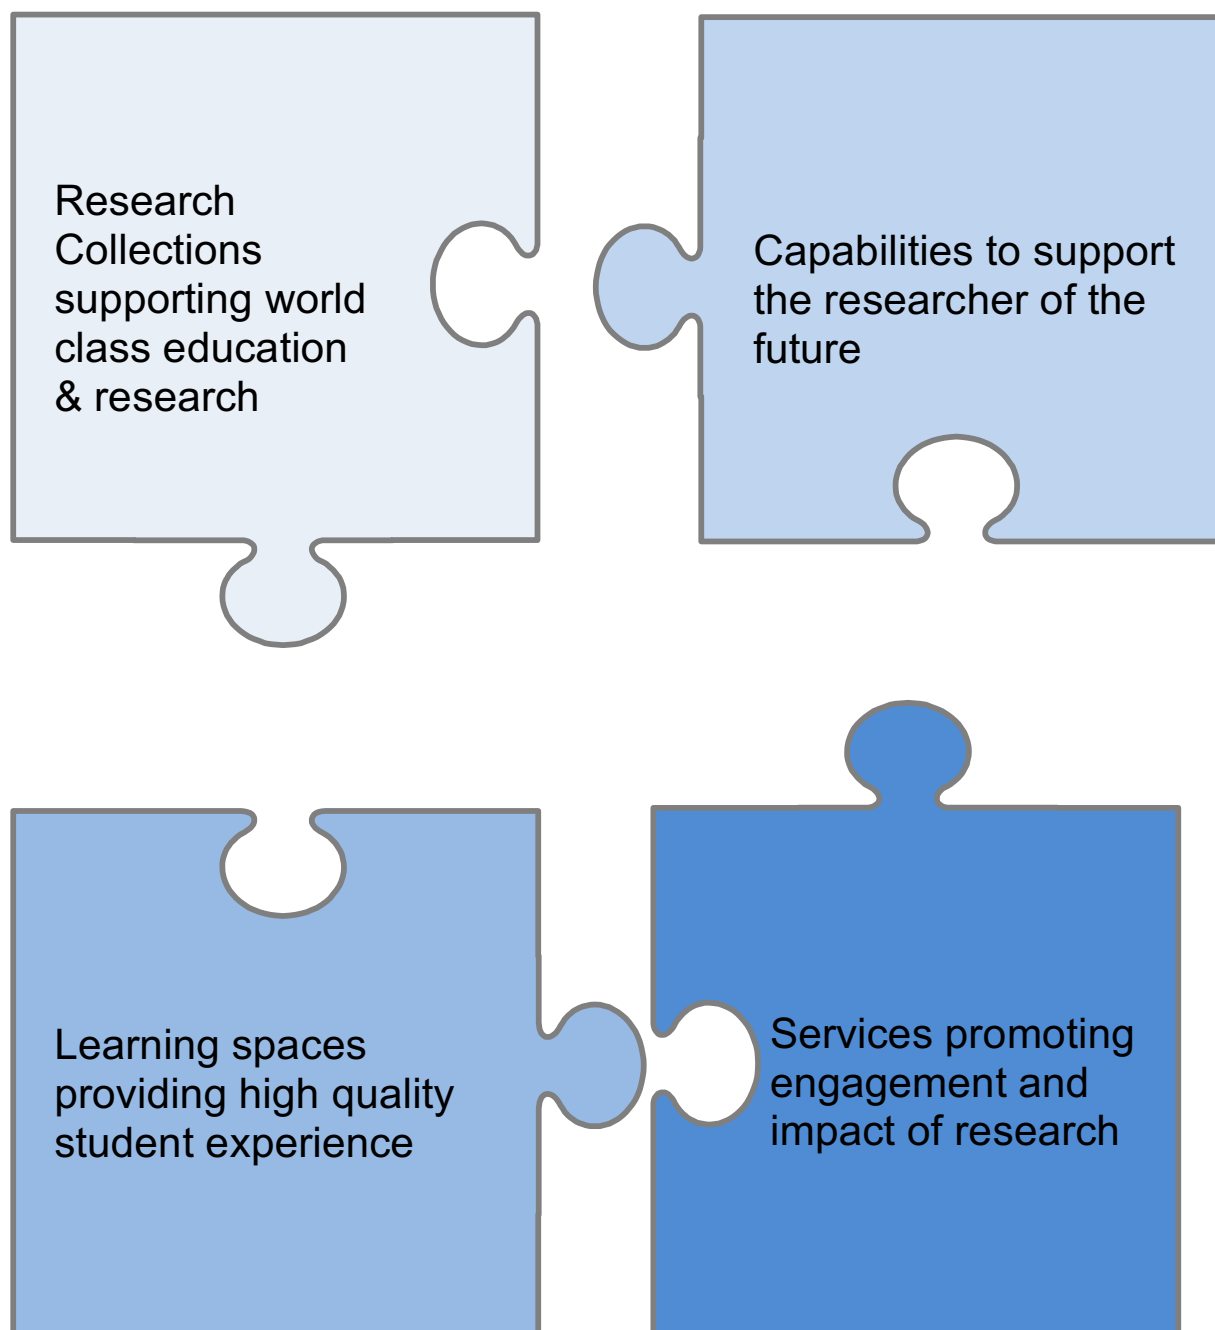 Research
Collections
supporting world
class education
& research
Capabilities to support
the researcher of the
future
Learning spaces
providing high quality
student experience
Services promoting
engagement and
impact of research